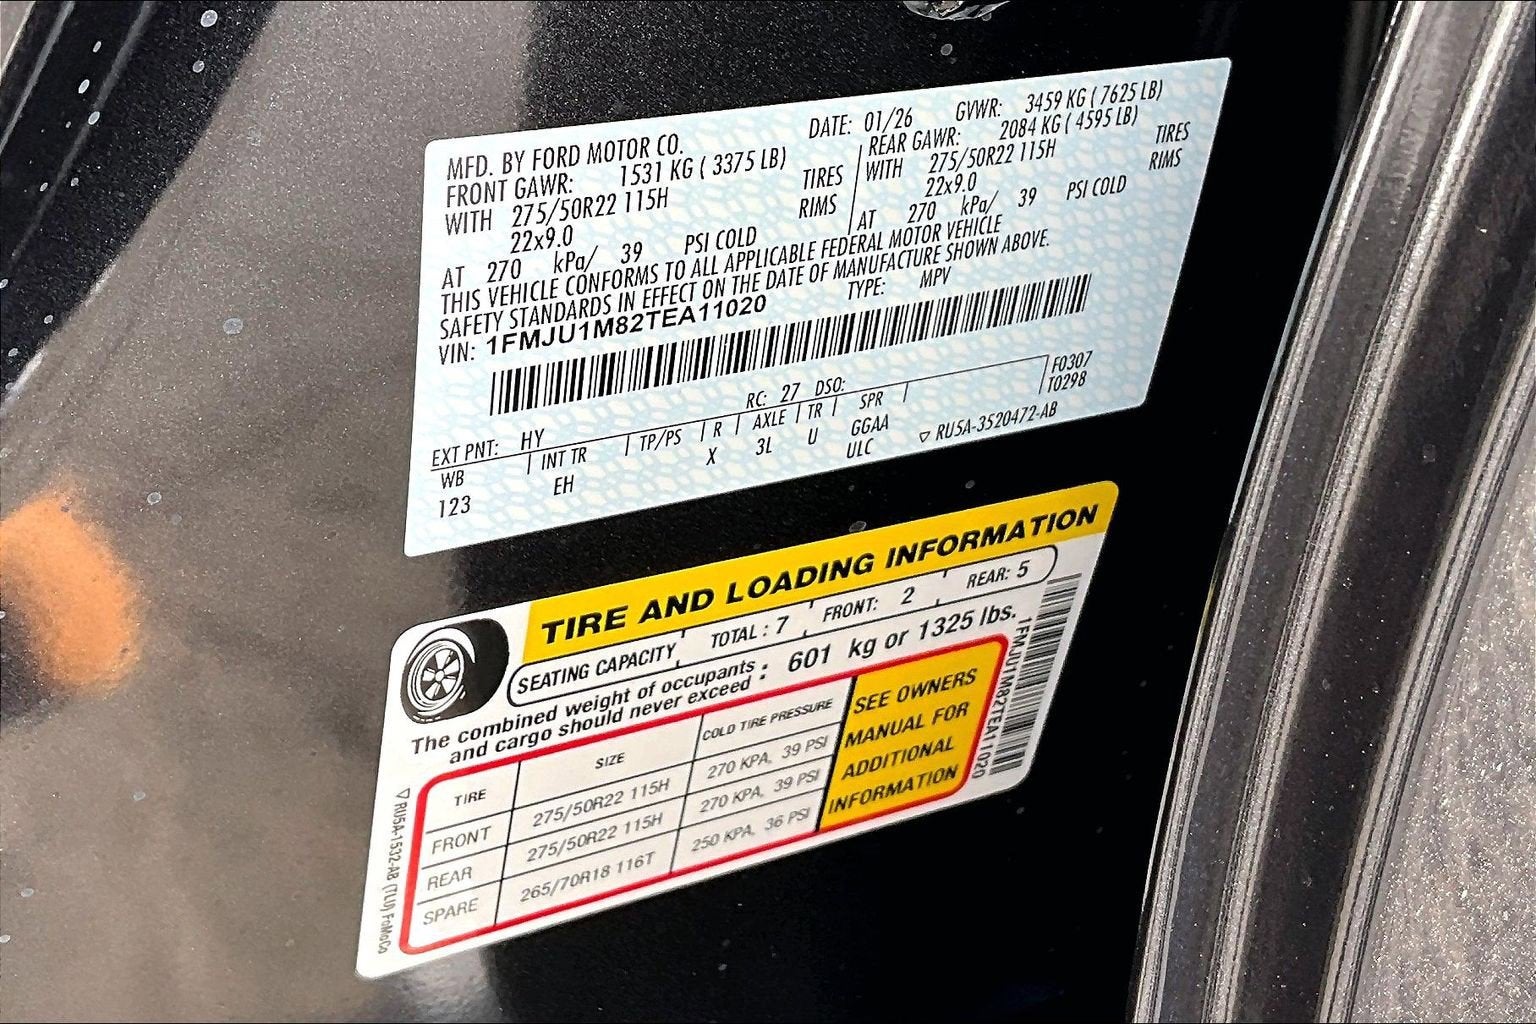 MFD. BY FORD MOTOR CO.
DATE: 01/26 GVWR: 3459 KG ( 7625 LB)
FRONT GAWR: 1531 KG ( 3375 LB)
REAR GAWR: 2084 KG ( 4595 LB)
WITH 275/50R22 115H TIRES
WITH 275/50R22 115H TIRES
22x9.0 RIMS
22x9.0 RIMS
AT 270 kPa/ 39 PSI COLD
AT 270 kPa/ 39 PSI COLD
THIS VEHICLE CONFORMS TO ALL APPLICABLE FEDERAL MOTOR VEHICLE
SAFETY STANDARDS IN EFFECT ON THE DATE OF MANUFACTURE SHOWN ABOVE.
VIN: 1FMJU1M82TEA11020 TYPE: MPV
EXT PNT: HY RC: 27 DSO: F0307
WB INT TR TP/PS R AXLE TR SPR T0298
123 EH X 3L U GGAA
ULC ▽ RU5A-3520472-AB
TIRE AND LOADING INFORMATION
SEATING CAPACITY TOTAL : 7 FRONT: 2 REAR: 5
The combined weight of occupants and cargo should never exceed : 601 kg or 1325 lbs.
TIRE SIZE COLD TIRE PRESSURE
FRONT 275/50R22 115H 270 KPA, 39 PSI
REAR 275/50R22 115H 270 KPA, 39 PSI
SPARE 265/70R18 116T 250 KPA, 36 PSI
SEE OWNERS
MANUAL FOR
ADDITIONAL
INFORMATION
1FMJU1M82TEA11020
▽RU5A-1532-AB (7LU) FoMoCo